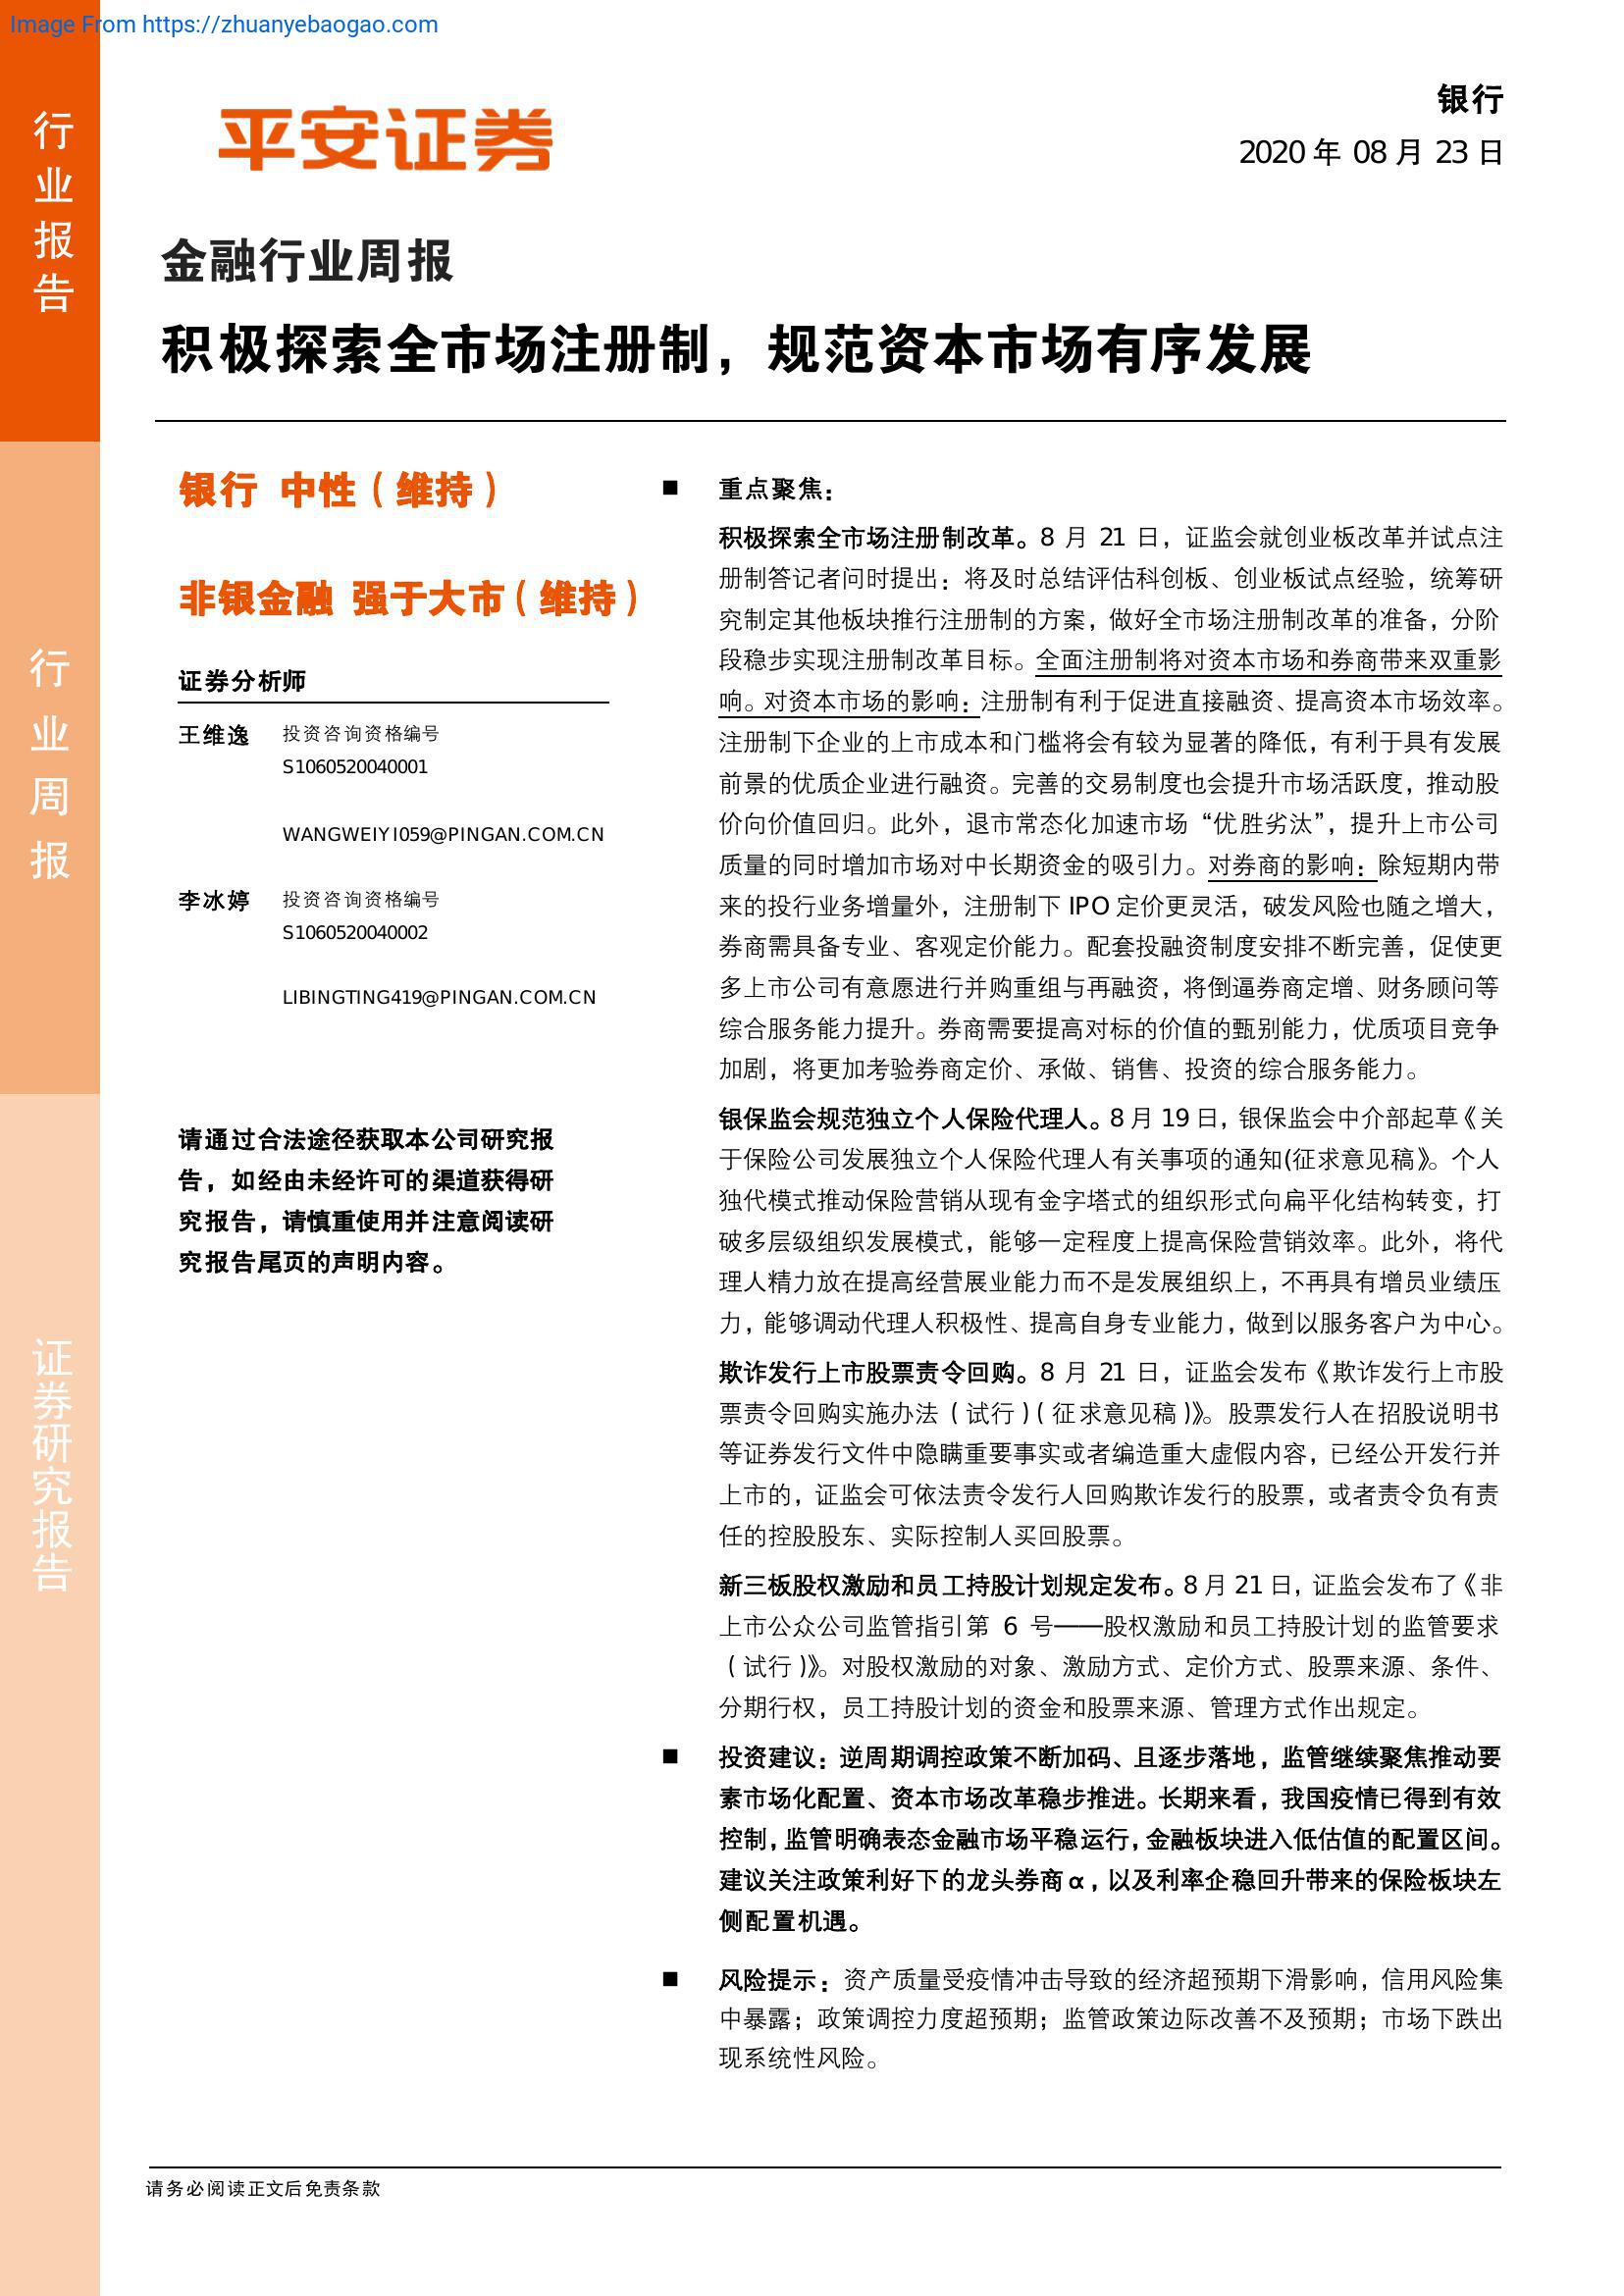 Image From https://zhuanyebaogao.com
行业报告
行业周报
证券研究报告
平安证券
银行
2020 年 08 月 23 日
金融行业周报
积极探索全市场注册制，规范资本市场有序发展
银行 中性（维持）
非银金融 强于大市（维持）
证券分析师
王维逸 投资咨询资格编号
S1060520040001
WANGWEIYI059@PINGAN.COM.CN
李冰婷 投资咨询资格编号
S1060520040002
LIBINGTING419@PINGAN.COM.CN
请通过合法途径获取本公司研究报
告，如经由未经许可的渠道获得研
究报告，请慎重使用并注意阅读研
究报告尾页的声明内容。
■ 重点聚焦：
积极探索全市场注册制改革。8 月 21 日，证监会就创业板改革并试点注
册制答记者问时提出：将及时总结评估科创板、创业板试点经验，统筹研
究制定其他板块推行注册制的方案，做好全市场注册制改革的准备，分阶
段稳步实现注册制改革目标。全面注册制将对资本市场和券商带来双重影
响。对资本市场的影响：注册制有利于促进直接融资、提高资本市场效率。
注册制下企业的上市成本和门槛将会有较为显著的降低，有利于具有发展
前景的优质企业进行融资。完善的交易制度也会提升市场活跃度，推动股
价向价值回归。此外，退市常态化加速市场“优胜劣汰”，提升上市公司
质量的同时增加市场对中长期资金的吸引力。对券商的影响：除短期内带
来的投行业务增量外，注册制下 IPO 定价更灵活，破发风险也随之增大，
券商需具备专业、客观定价能力。配套投融资制度安排不断完善，促使更
多上市公司有意愿进行并购重组与再融资，将倒逼券商定增、财务顾问等
综合服务能力提升。券商需要提高对标的价值的甄别能力，优质项目竞争
加剧，将更加考验券商定价、承做、销售、投资的综合服务能力。
银保监会规范独立个人保险代理人。8 月 19 日，银保监会中介部起草《关
于保险公司发展独立个人保险代理人有关事项的通知(征求意见稿》。个人
独代模式推动保险营销从现有金字塔式的组织形式向扁平化结构转变，打
破多层级组织发展模式，能够一定程度上提高保险营销效率。此外，将代
理人精力放在提高经营展业能力而不是发展组织上，不再具有增员业绩压
力，能够调动代理人积极性、提高自身专业能力，做到以服务客户为中心。
欺诈发行上市股票责令回购。8 月 21 日，证监会发布《欺诈发行上市股
票责令回购实施办法（试行）（征求意见稿）》。股票发行人在招股说明书
等证券发行文件中隐瞒重要事实或者编造重大虚假内容，已经公开发行并
上市的，证监会可依法责令发行人回购欺诈发行的股票，或者责令负有责
任的控股股东、实际控制人买回股票。
新三板股权激励和员工持股计划规定发布。8 月 21 日，证监会发布了《非
上市公众公司监管指引第 6 号——股权激励和员工持股计划的监管要求
（试行）》。对股权激励的对象、激励方式、定价方式、股票来源、条件、
分期行权，员工持股计划的资金和股票来源、管理方式作出规定。
■ 投资建议：逆周期调控政策不断加码、且逐步落地，监管继续聚焦推动要
素市场化配置、资本市场改革稳步推进。长期来看，我国疫情已得到有效
控制，监管明确表态金融市场平稳运行，金融板块进入低估值的配置区间。
建议关注政策利好下的龙头券商α，以及利率企稳回升带来的保险板块左
侧配置机遇。
■ 风险提示：资产质量受疫情冲击导致的经济超预期下滑影响，信用风险集
中暴露；政策调控力度超预期；监管政策边际改善不及预期；市场下跌出
现系统性风险。
请务必阅读正文后免责条款